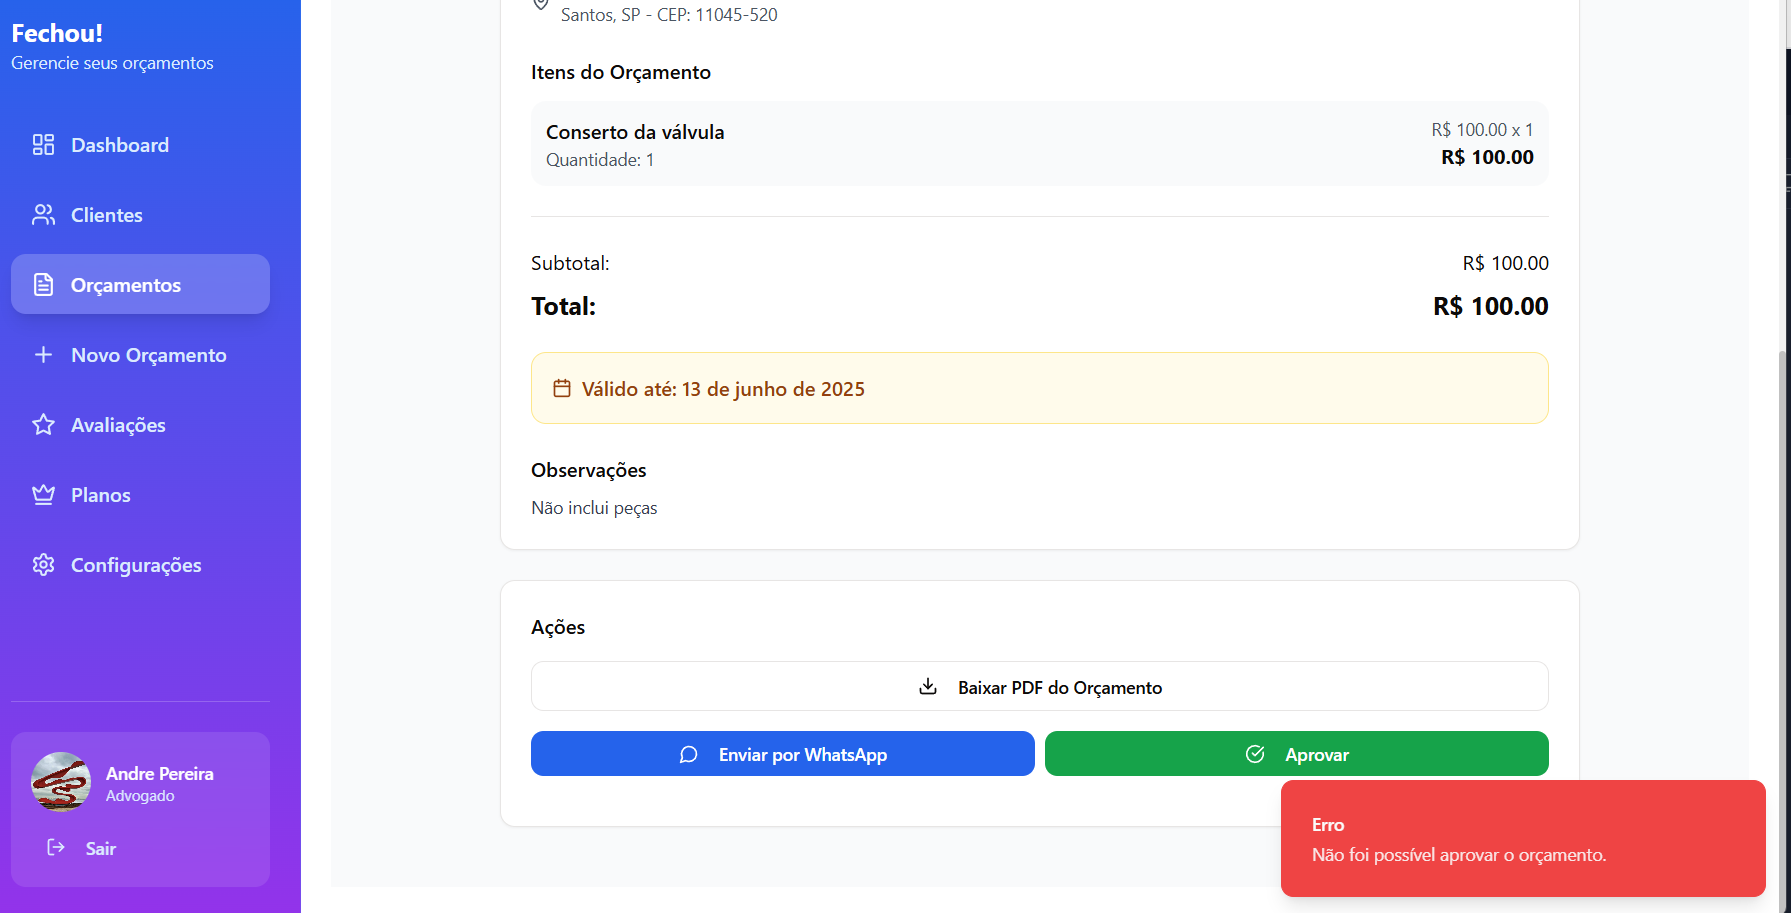 Fechou!
Gerencie seus orçamentos
Dashboard
Clientes
Orçamentos
Novo Orçamento
Avaliações
Planos
Configurações
Andre Pereira
Advogado
Sair
Santos, SP - CEP: 11045-520
Itens do Orçamento
Conserto da válvula
R$ 100.00 x 1
Quantidade: 1
R$ 100.00
Subtotal:
R$ 100.00
Total:
R$ 100.00
Válido até: 13 de junho de 2025
Observações
Não inclui peças
Ações
Baixar PDF do Orçamento
Enviar por WhatsApp
Aprovar
Erro
Não foi possível aprovar o orçamento.